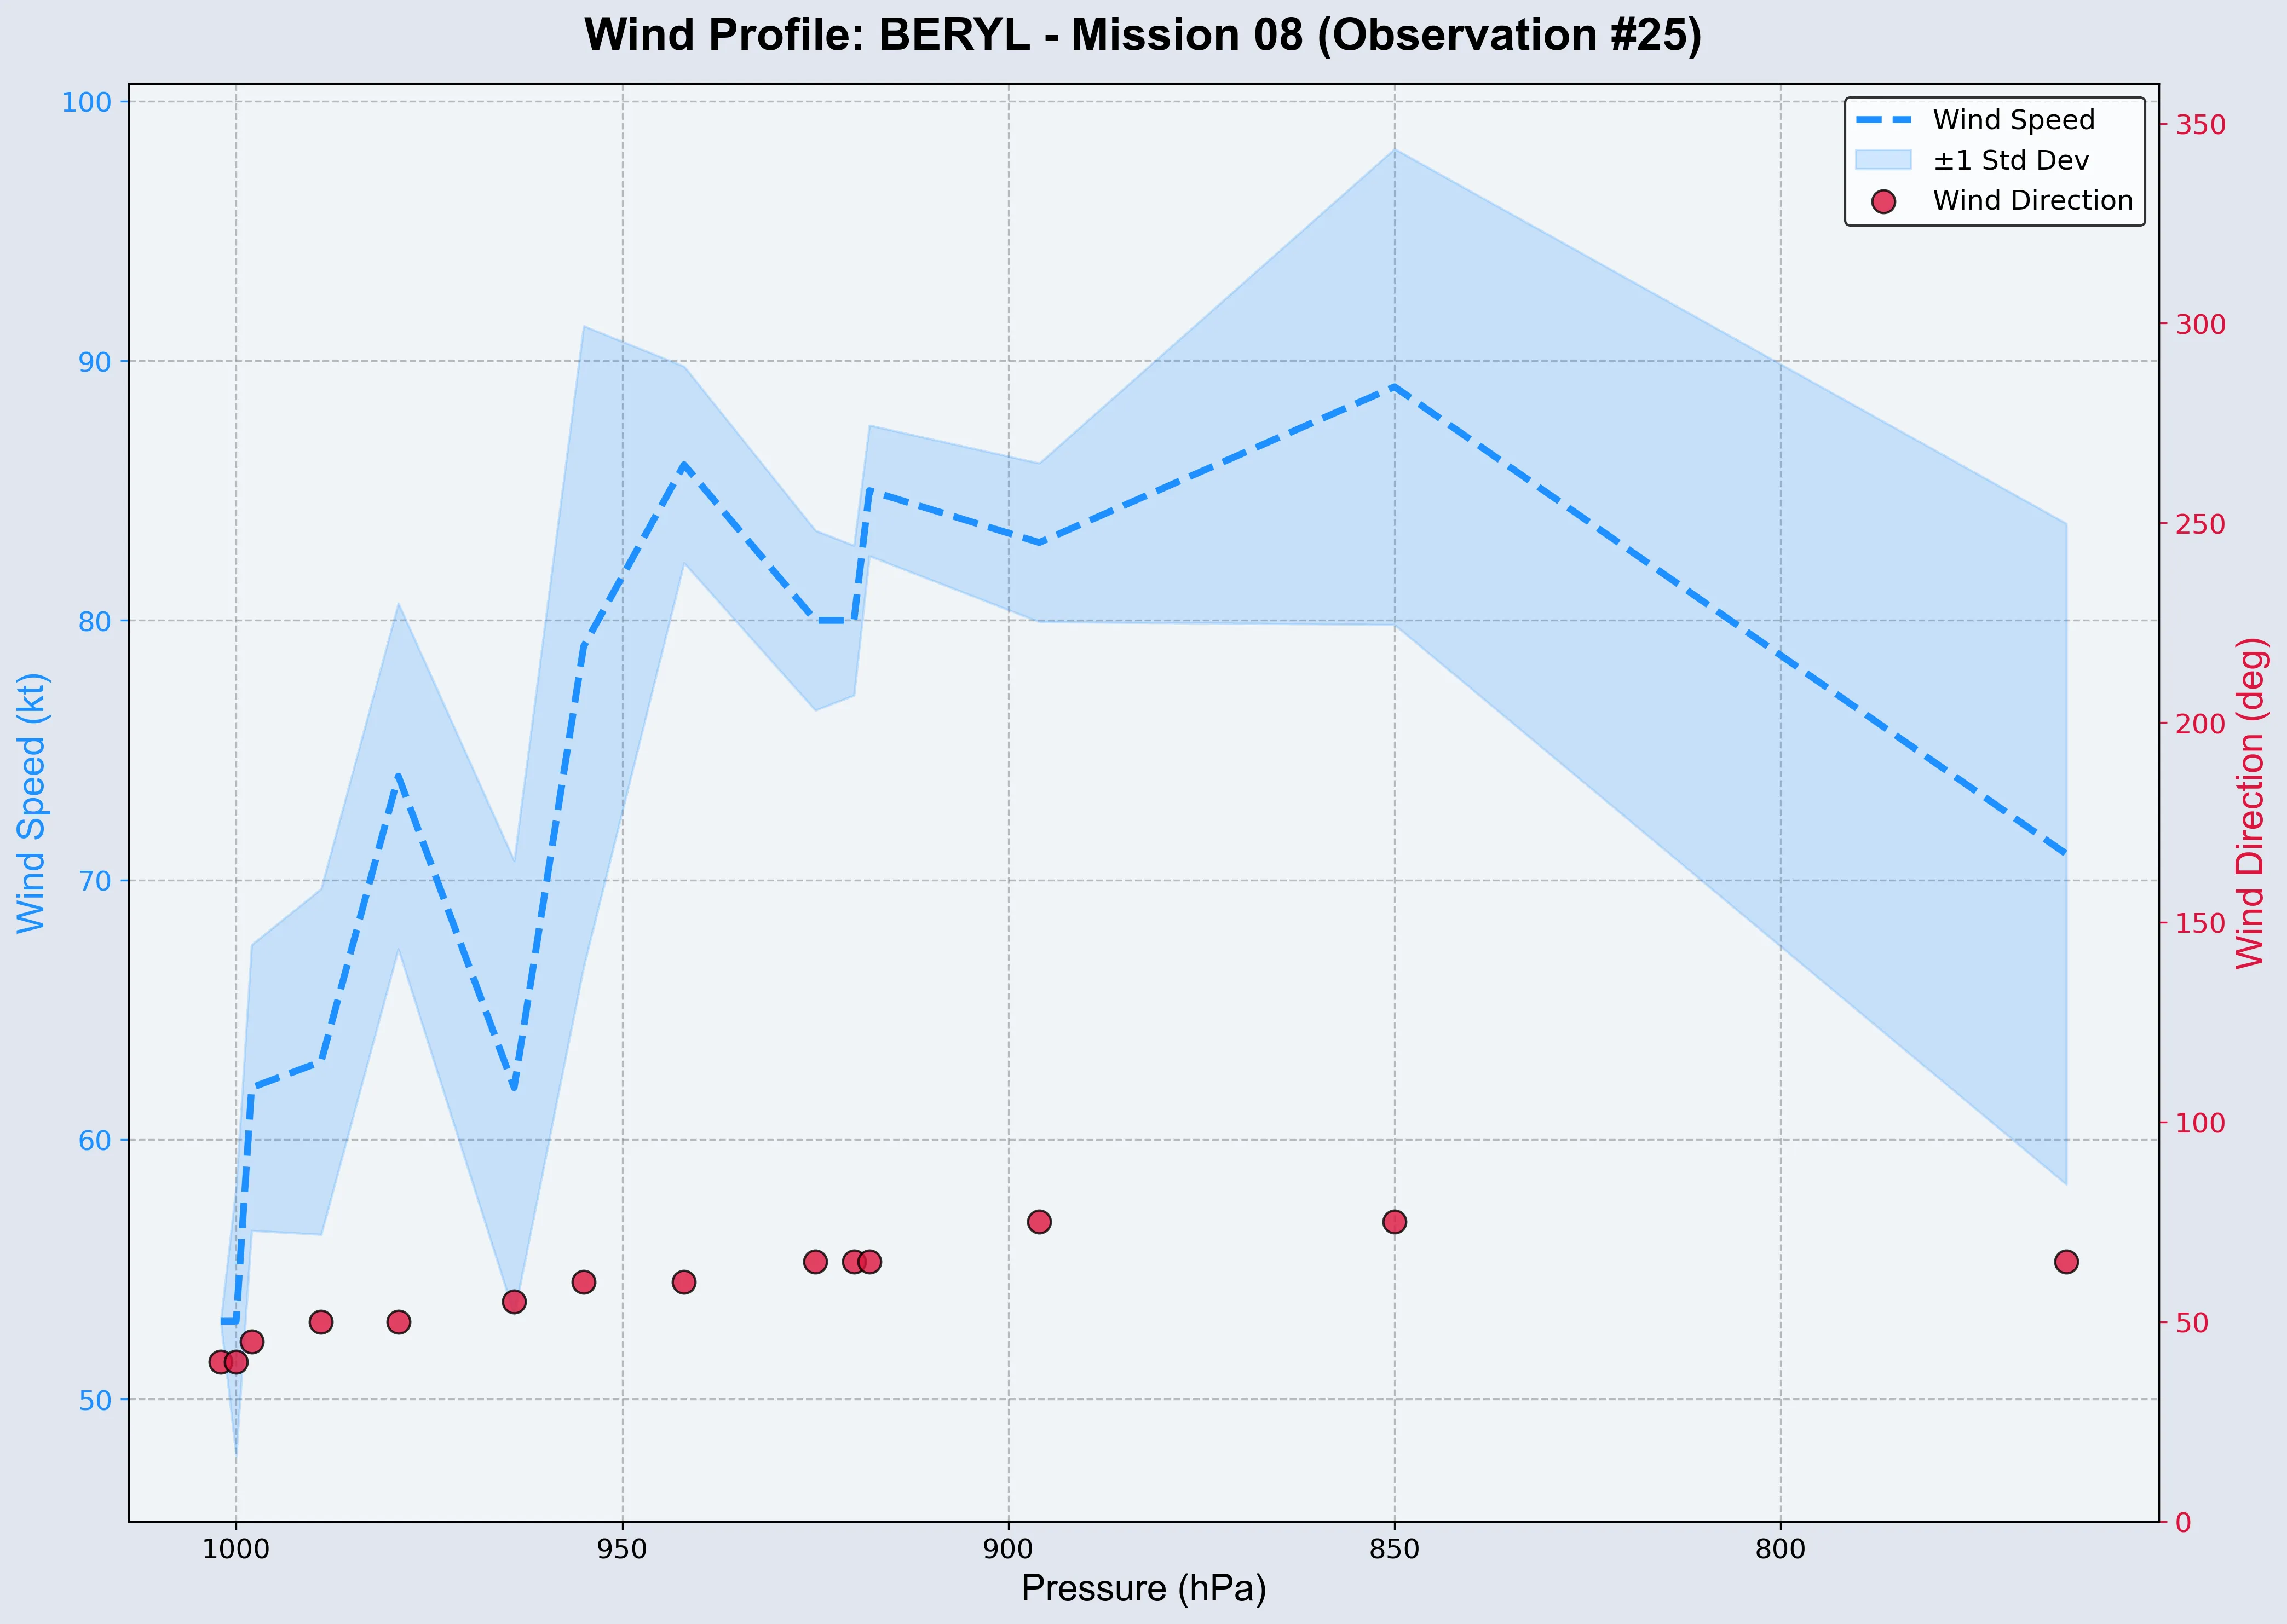 Wind Profile: BERYL - Mission 08 (Observation #25)
Wind Speed
±1 Std Dev
Wind Direction
Wind Speed (kt)
100
90
80
70
60
50
Wind Direction (deg)
350
300
250
200
150
100
50
0
1000
950
900
850
800
Pressure (hPa)